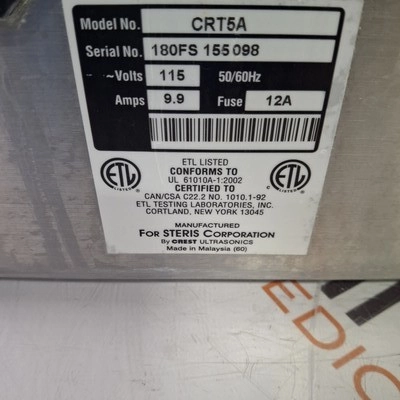 Model No. CRT5A
Serial No. 180FS 155098
~Volts 115 50/60Hz
Amps 9.9 Fuse 12A
ETL LISTED
CONFORMS TO
UL 61010A-1:2002
CERTIFIED TO
CAN/CSA C22.2 NO. 1010.1-92
ETL TESTING LABORATORIES, INC.
CORTLAND, NEW YORK 13045
MANUFACTURED
FOR STERIS CORPORATION
By CREST ULTRASONICS
Made in Malaysia (60)
EDIC